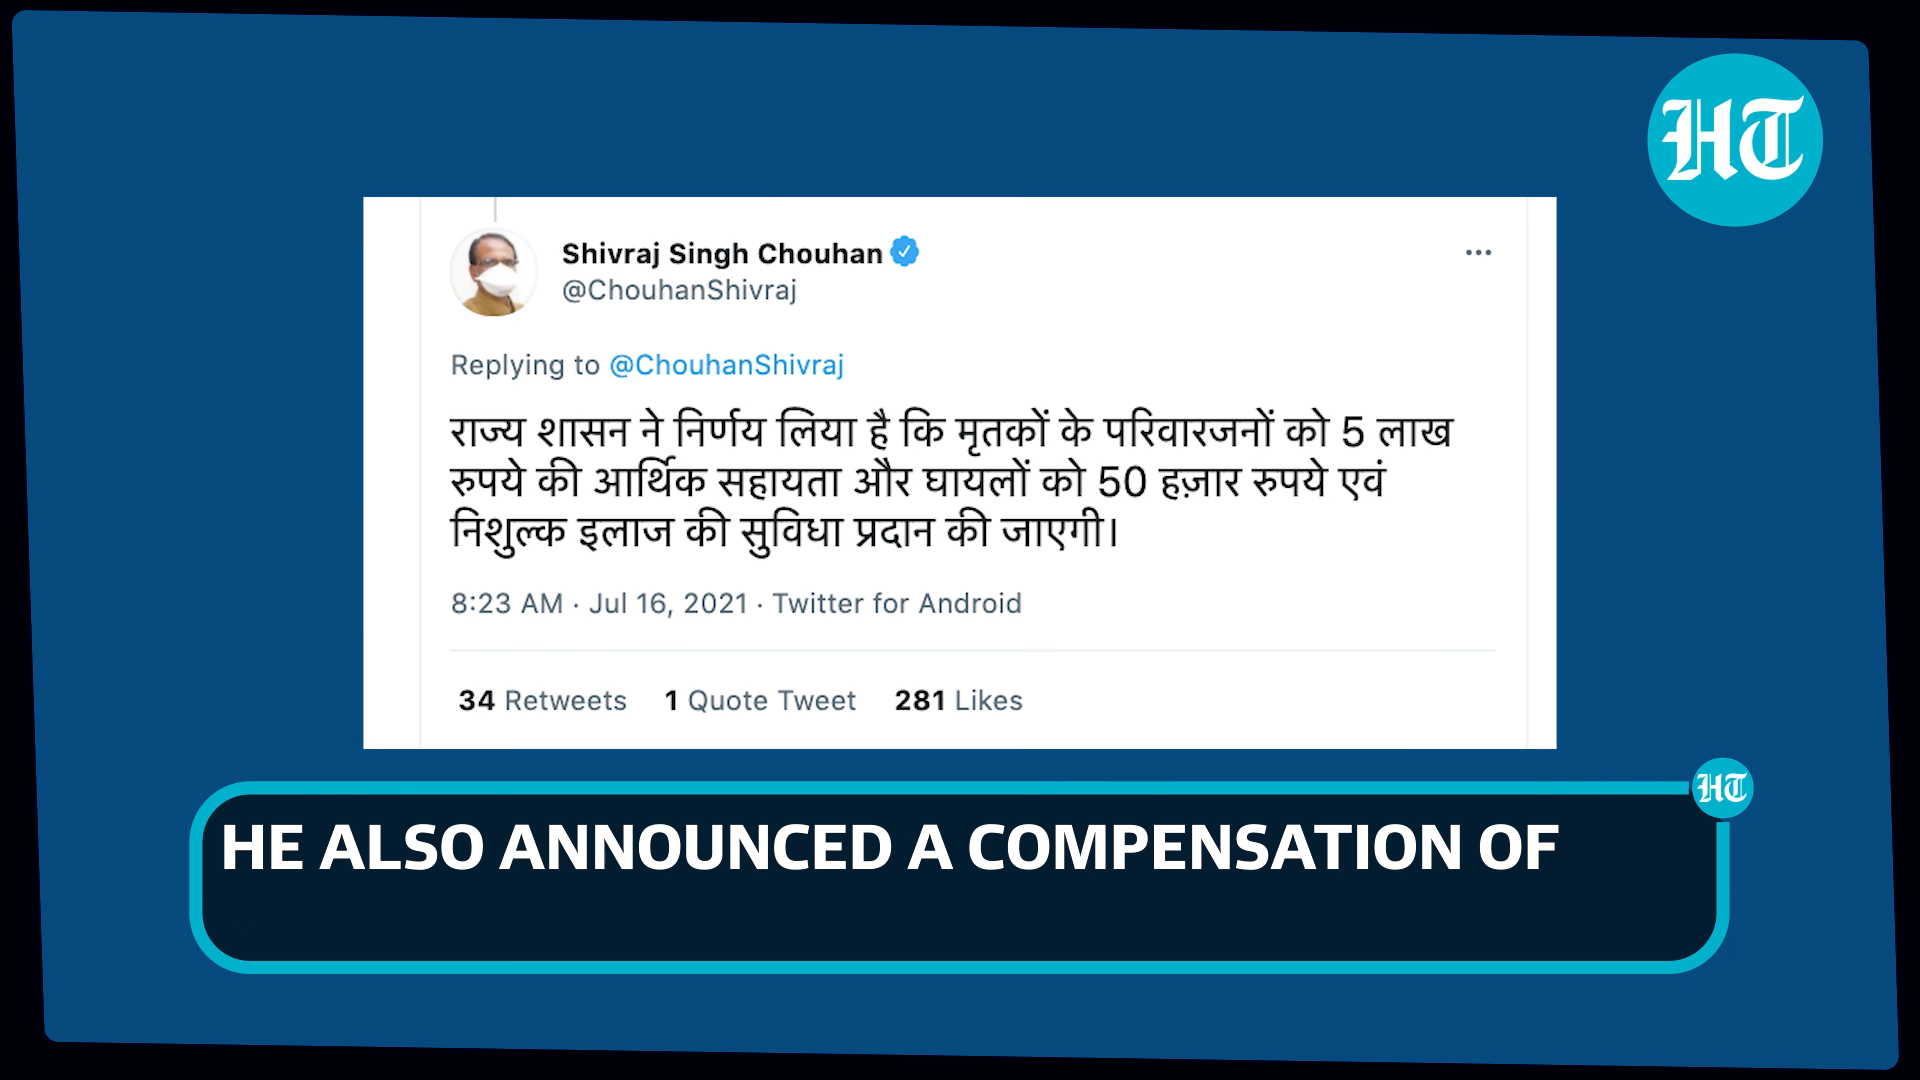 HT
Shivraj Singh Chouhan
@ChouhanShivraj
Replying to @ChouhanShivraj
राज्य शासन ने निर्णय लिया है कि मृतकों के परिवारजनों को 5 लाख
रुपये की आर्थिक सहायता और घायलों को 50 हज़ार रुपये एवं
निशुल्क इलाज की सुविधा प्रदान की जाएगी।
8:23 AM · Jul 16, 2021 · Twitter for Android
34 Retweets 1 Quote Tweet 281 Likes
HT
HE ALSO ANNOUNCED A COMPENSATION OF